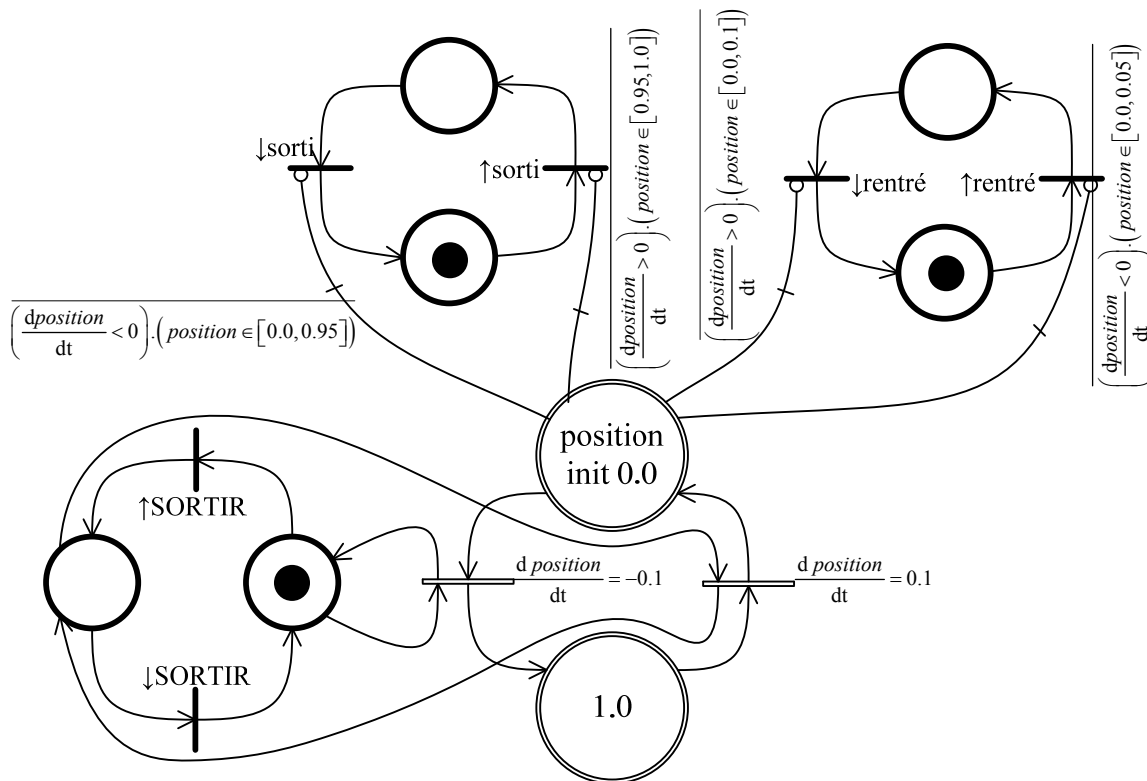 ↓sorti
↑sorti
↓rentré
↑rentré
(dposition/dt > 0).(position ∈ [0.95,1.0])
(dposition/dt > 0).(position ∈ [0.0,0.1])
(dposition/dt < 0).(position ∈ [0.0,0.05])
(dposition/dt < 0).(position ∈ [0.0,0.95])
position
init 0.0
↑SORTIR
↓SORTIR
d position/dt = −0.1
d position/dt = 0.1
1.0